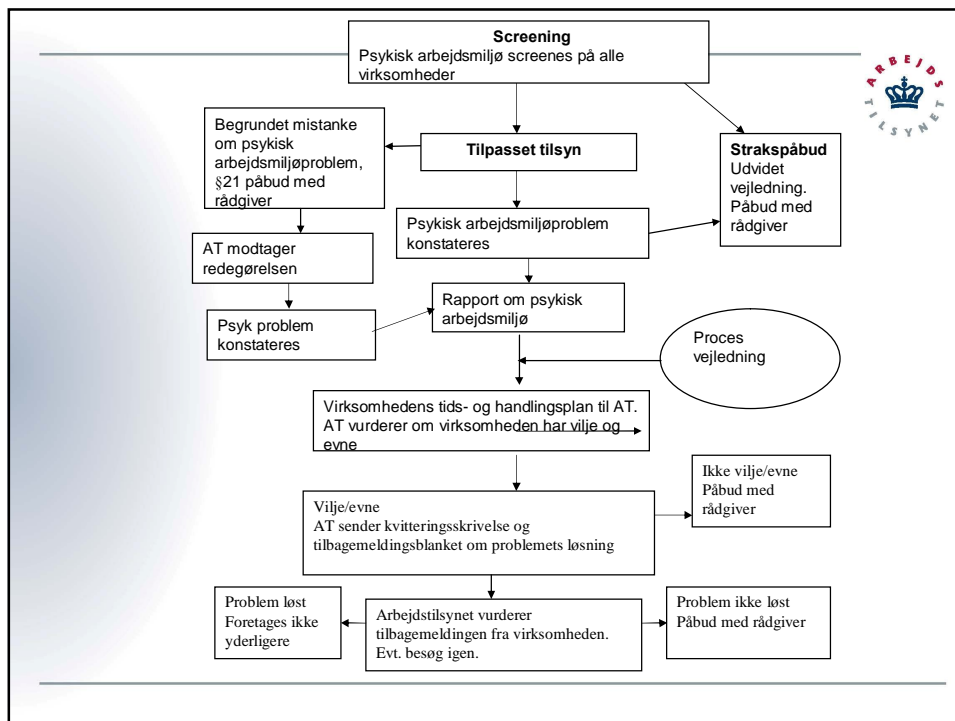 Screening
Psykisk arbejdsmiljø screenes på alle
virksomheder
ARBEJDS
TILSYNET
Begrundet mistanke
om psykisk
arbejdsmiljøproblem,
§21 påbud med
rådgiver
Tilpasset tilsyn
Strakspåbud
Udvidet
vejledning.
Påbud med
rådgiver
Psykisk arbejdsmiljøproblem
konstateres
AT modtager
redegørelsen
Rapport om psykisk
arbejdsmiljø
Psyk problem
konstateres
Proces
vejledning
Virksomhedens tids- og handlingsplan til AT.
AT vurderer om virksomheden har vilje og
evne
Ikke vilje/evne
Påbud med
rådgiver
Vilje/evne
AT sender kvitteringsskrivelse og
tilbagemeldingsblanket om problemets løsning
Problem løst
Foretages ikke
yderligere
Arbejdstilsynet vurderer
tilbagemeldingen fra virksomheden.
Evt. besøg igen.
Problem ikke løst
Påbud med rådgiver